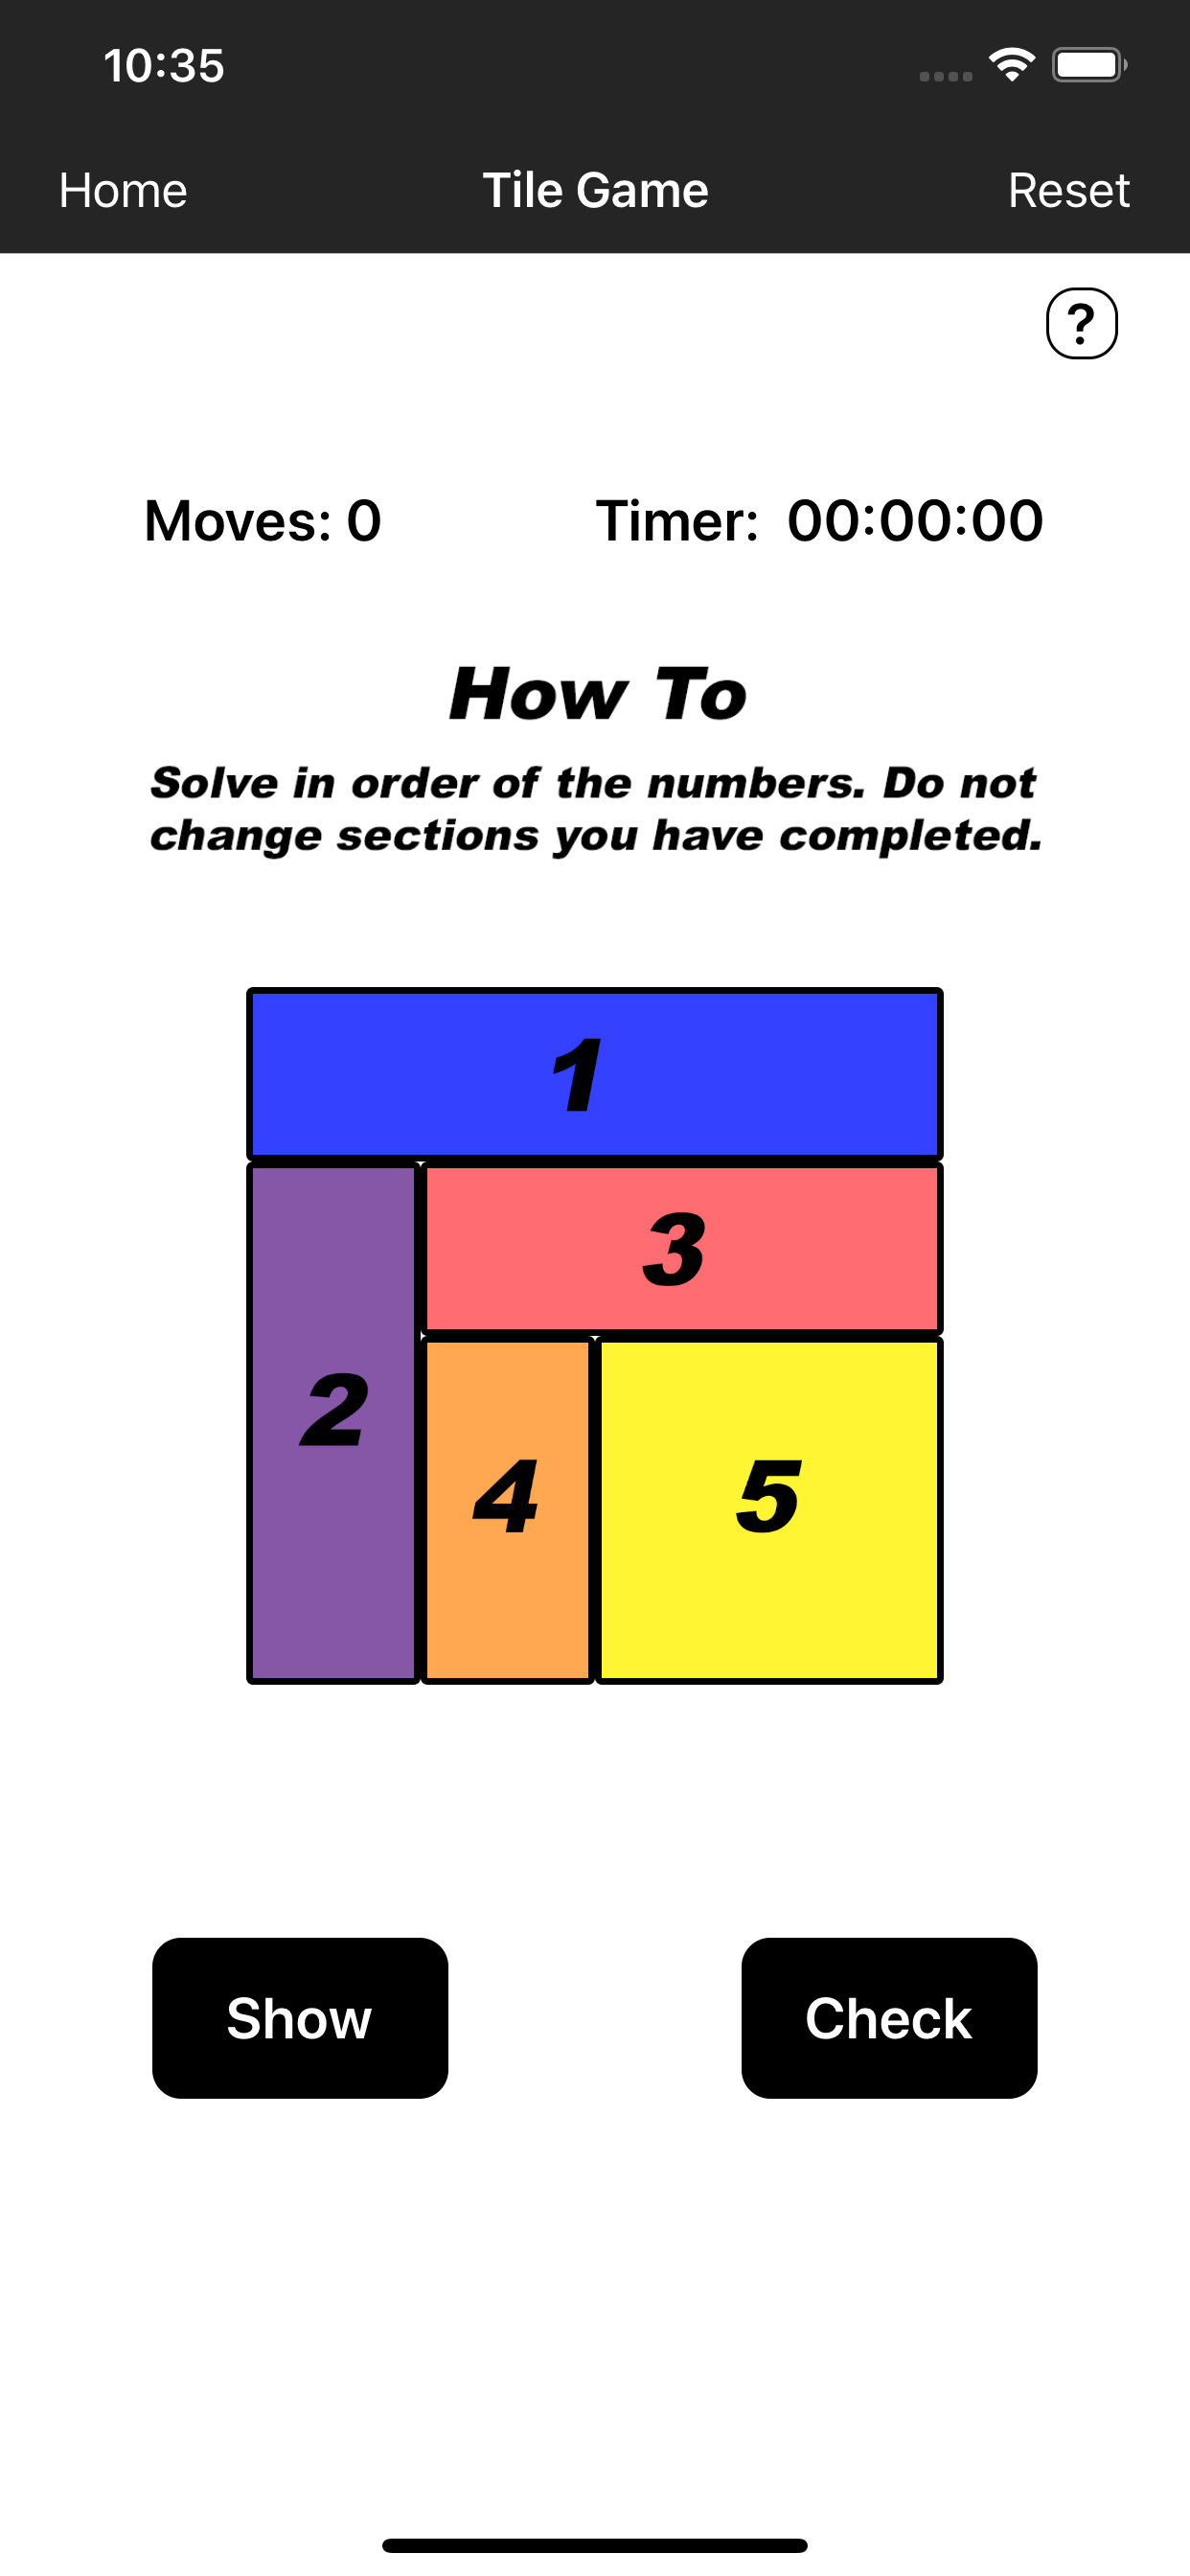 10:35
Home Tile Game Reset
?
Moves: 0 Timer: 00:00:00
How To
Solve in order of the numbers. Do not
change sections you have completed.
1
3
2
4 5
Show Check